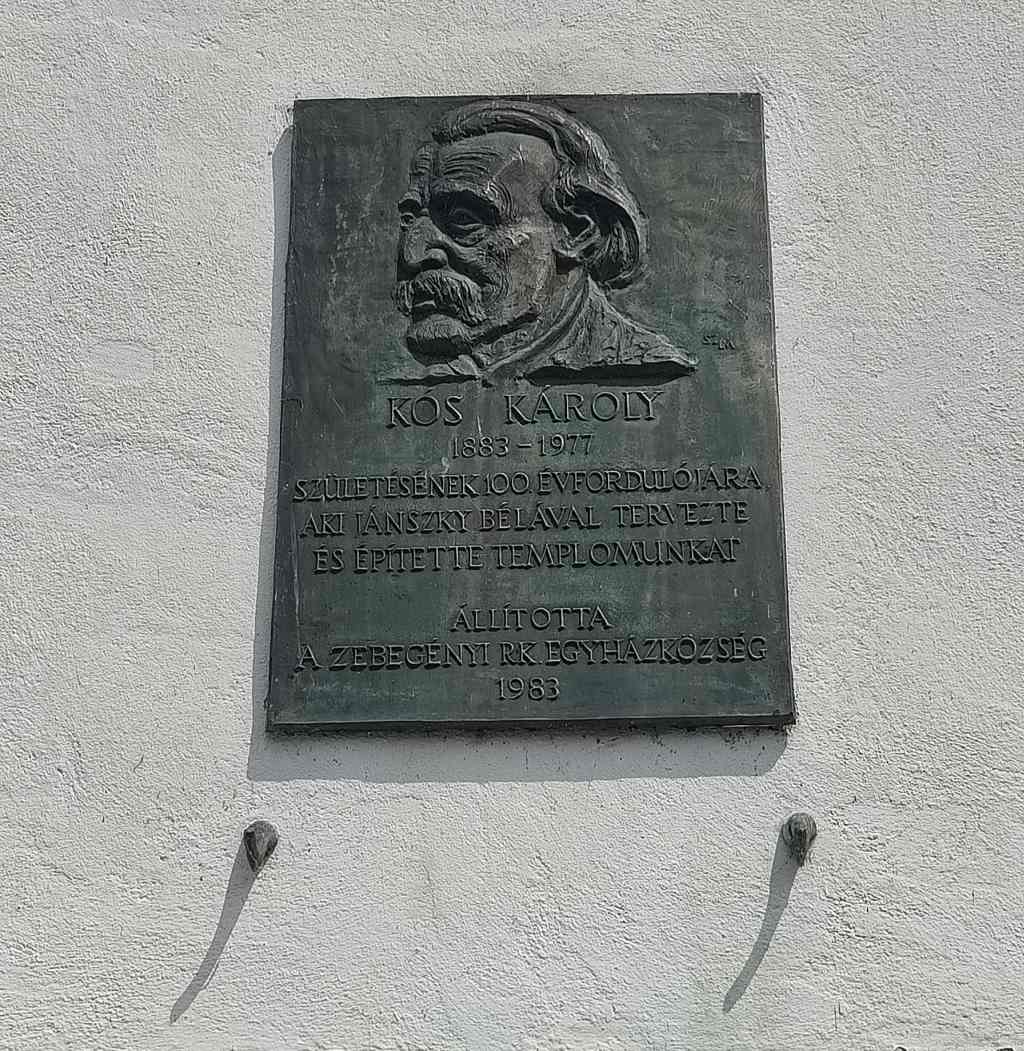 KÓS KÁROLY
1883–1977
SZÜLETÉSÉNEK 100. ÉVFORDULÓJÁRA,
AKI JÁNSZKY BÉLÁVAL TERVEZTE
ÉS ÉPÍTETTE TEMPLOMUNKAT
ÁLLÍTOTTA
A ZEBEGÉNYI RK. EGYHÁZKÖZSÉG
1983